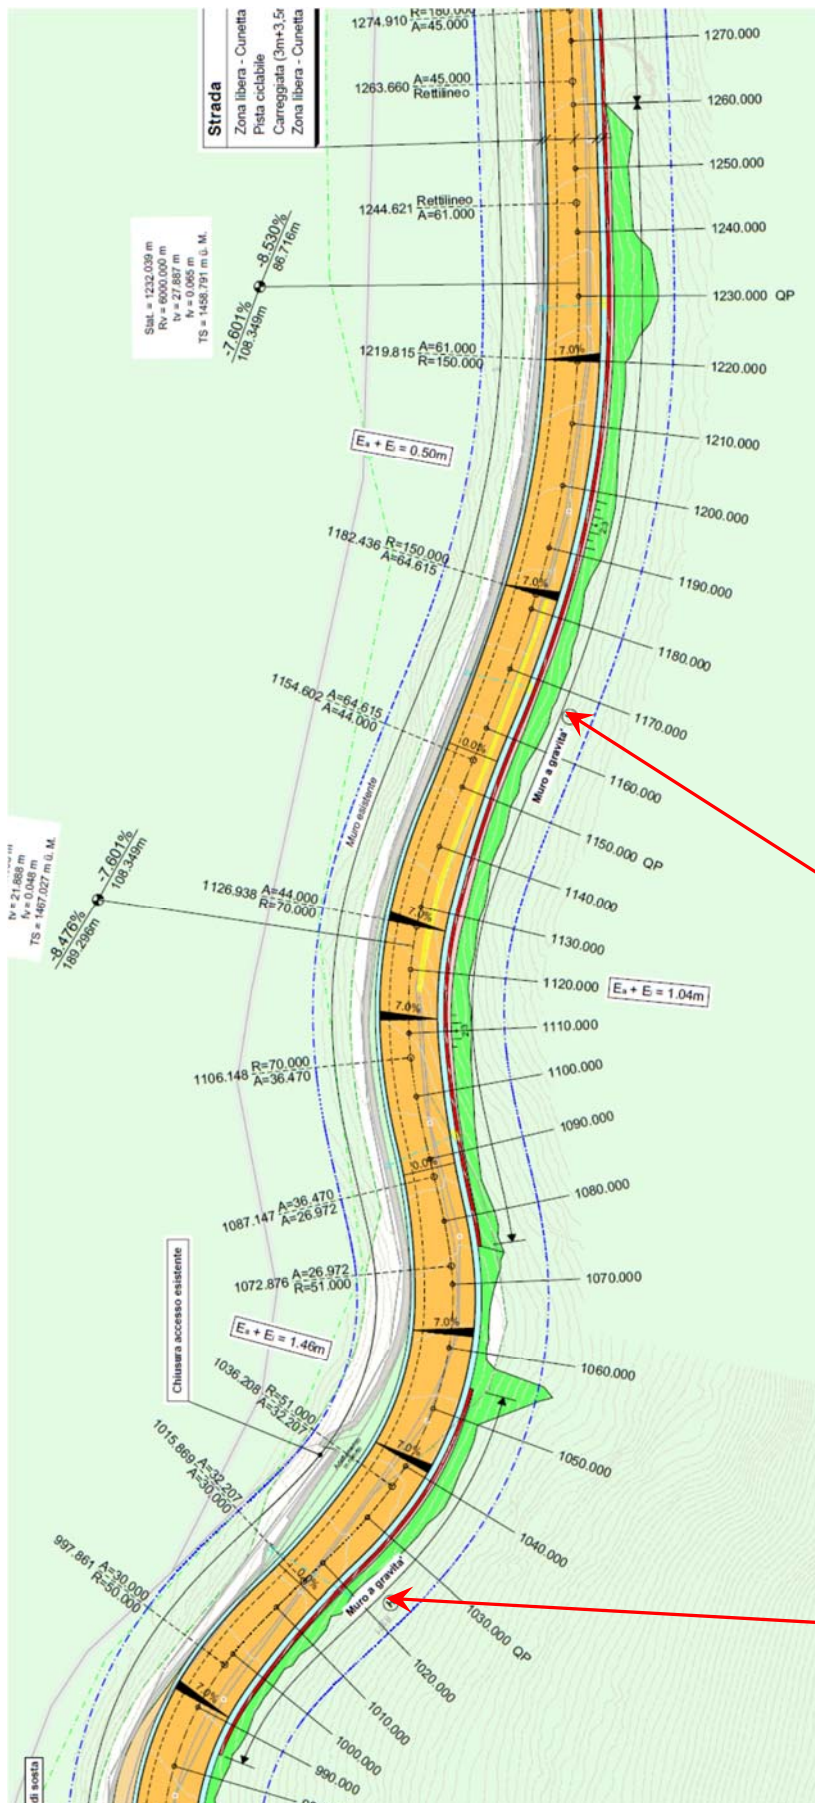 1274.910
R=180.000
A=45.000
1263.660
A=45.000
Rettilineo
1244.621
Rettilineo
A=61.000
1219.815
A=61.000
R=150.000
1182.436
R=150.000
A=64.615
1154.602
A=64.615
A=44.000
1126.938
A=44.000
R=70.000
1106.148
R=70.000
A=36.470
1087.147
A=36.470
A=26.972
1072.876
A=26.972
R=51.000
1036.208
R=51.000
A=32.207
1015.869
A=32.207
A=30.000
997.861
A=30.000
R=50.000
Strada
Zona libera - Cunetta
Pista ciclabile
Carreggiata (3m+3,5m
Zona libera - Cunetta
Stat. = 1232.039 m
Rv = 6000.000 m
tv = 27.887 m
fv = 0.065 m
TS = 1458.791 m ü. M.
-8.530%
86.716m
-7.601%
108.349m
tv = 21.888 m
fv = 0.048 m
TS = 1467.027 m ü. M.
-7.601%
108.349m
-8.476%
189.296m
Eₐ + Eᵢ = 0.50m
Eₐ + Eᵢ = 1.04m
Eₐ + Eᵢ = 1.46m
Muro esistente
Chiusura accesso esistente
Muro a gravita'
Muro a gravita'
di sosta
7.0%
7.0%
0.0%
7.0%
7.0%
0.0%
7.0%
7.0%
0.0%
7.0%
1270.000
1260.000
1250.000
1240.000
1230.000 QP
1220.000
1210.000
1200.000
1190.000
1180.000
1170.000
1160.000
1150.000 QP
1140.000
1130.000
1120.000
1110.000
1100.000
1090.000
1080.000
1070.000
1060.000
1050.000
1040.000
1030.000 QP
1020.000
1010.000
1000.000
990.000